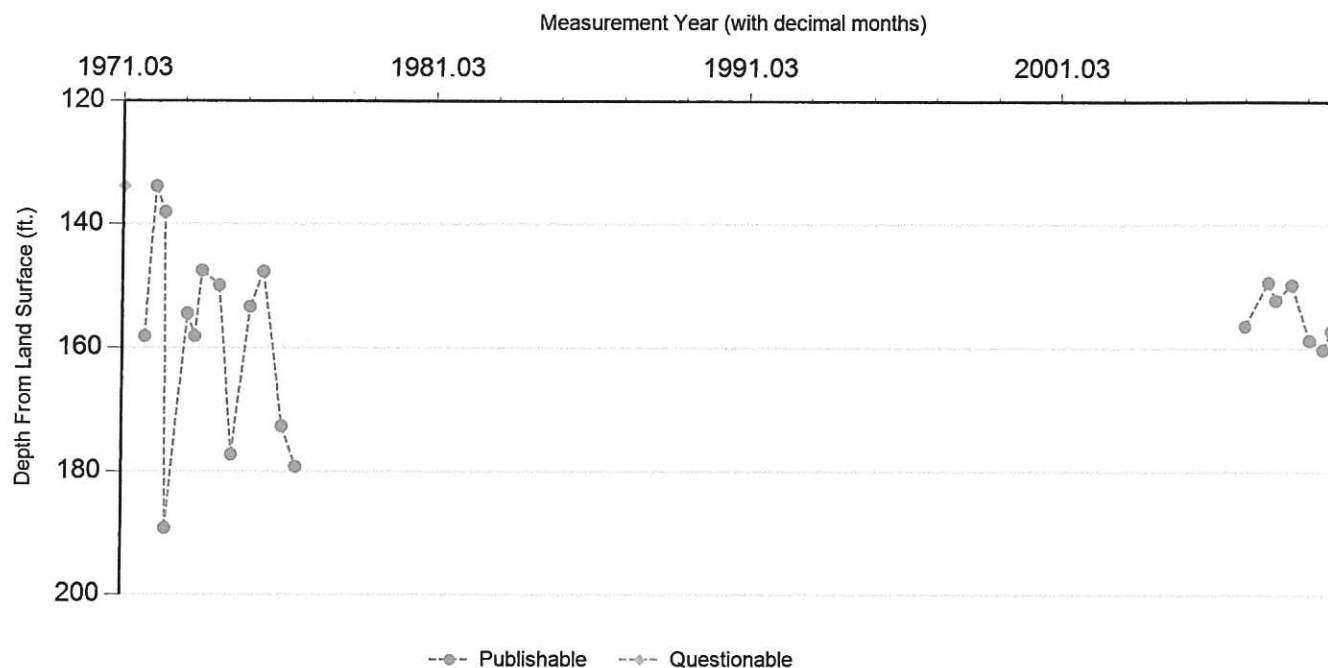 Measurement Year (with decimal months)
1971.03 1981.03 1991.03 2001.03
120
140
160
180
200
Depth From Land Surface (ft.)
Publishable Questionable